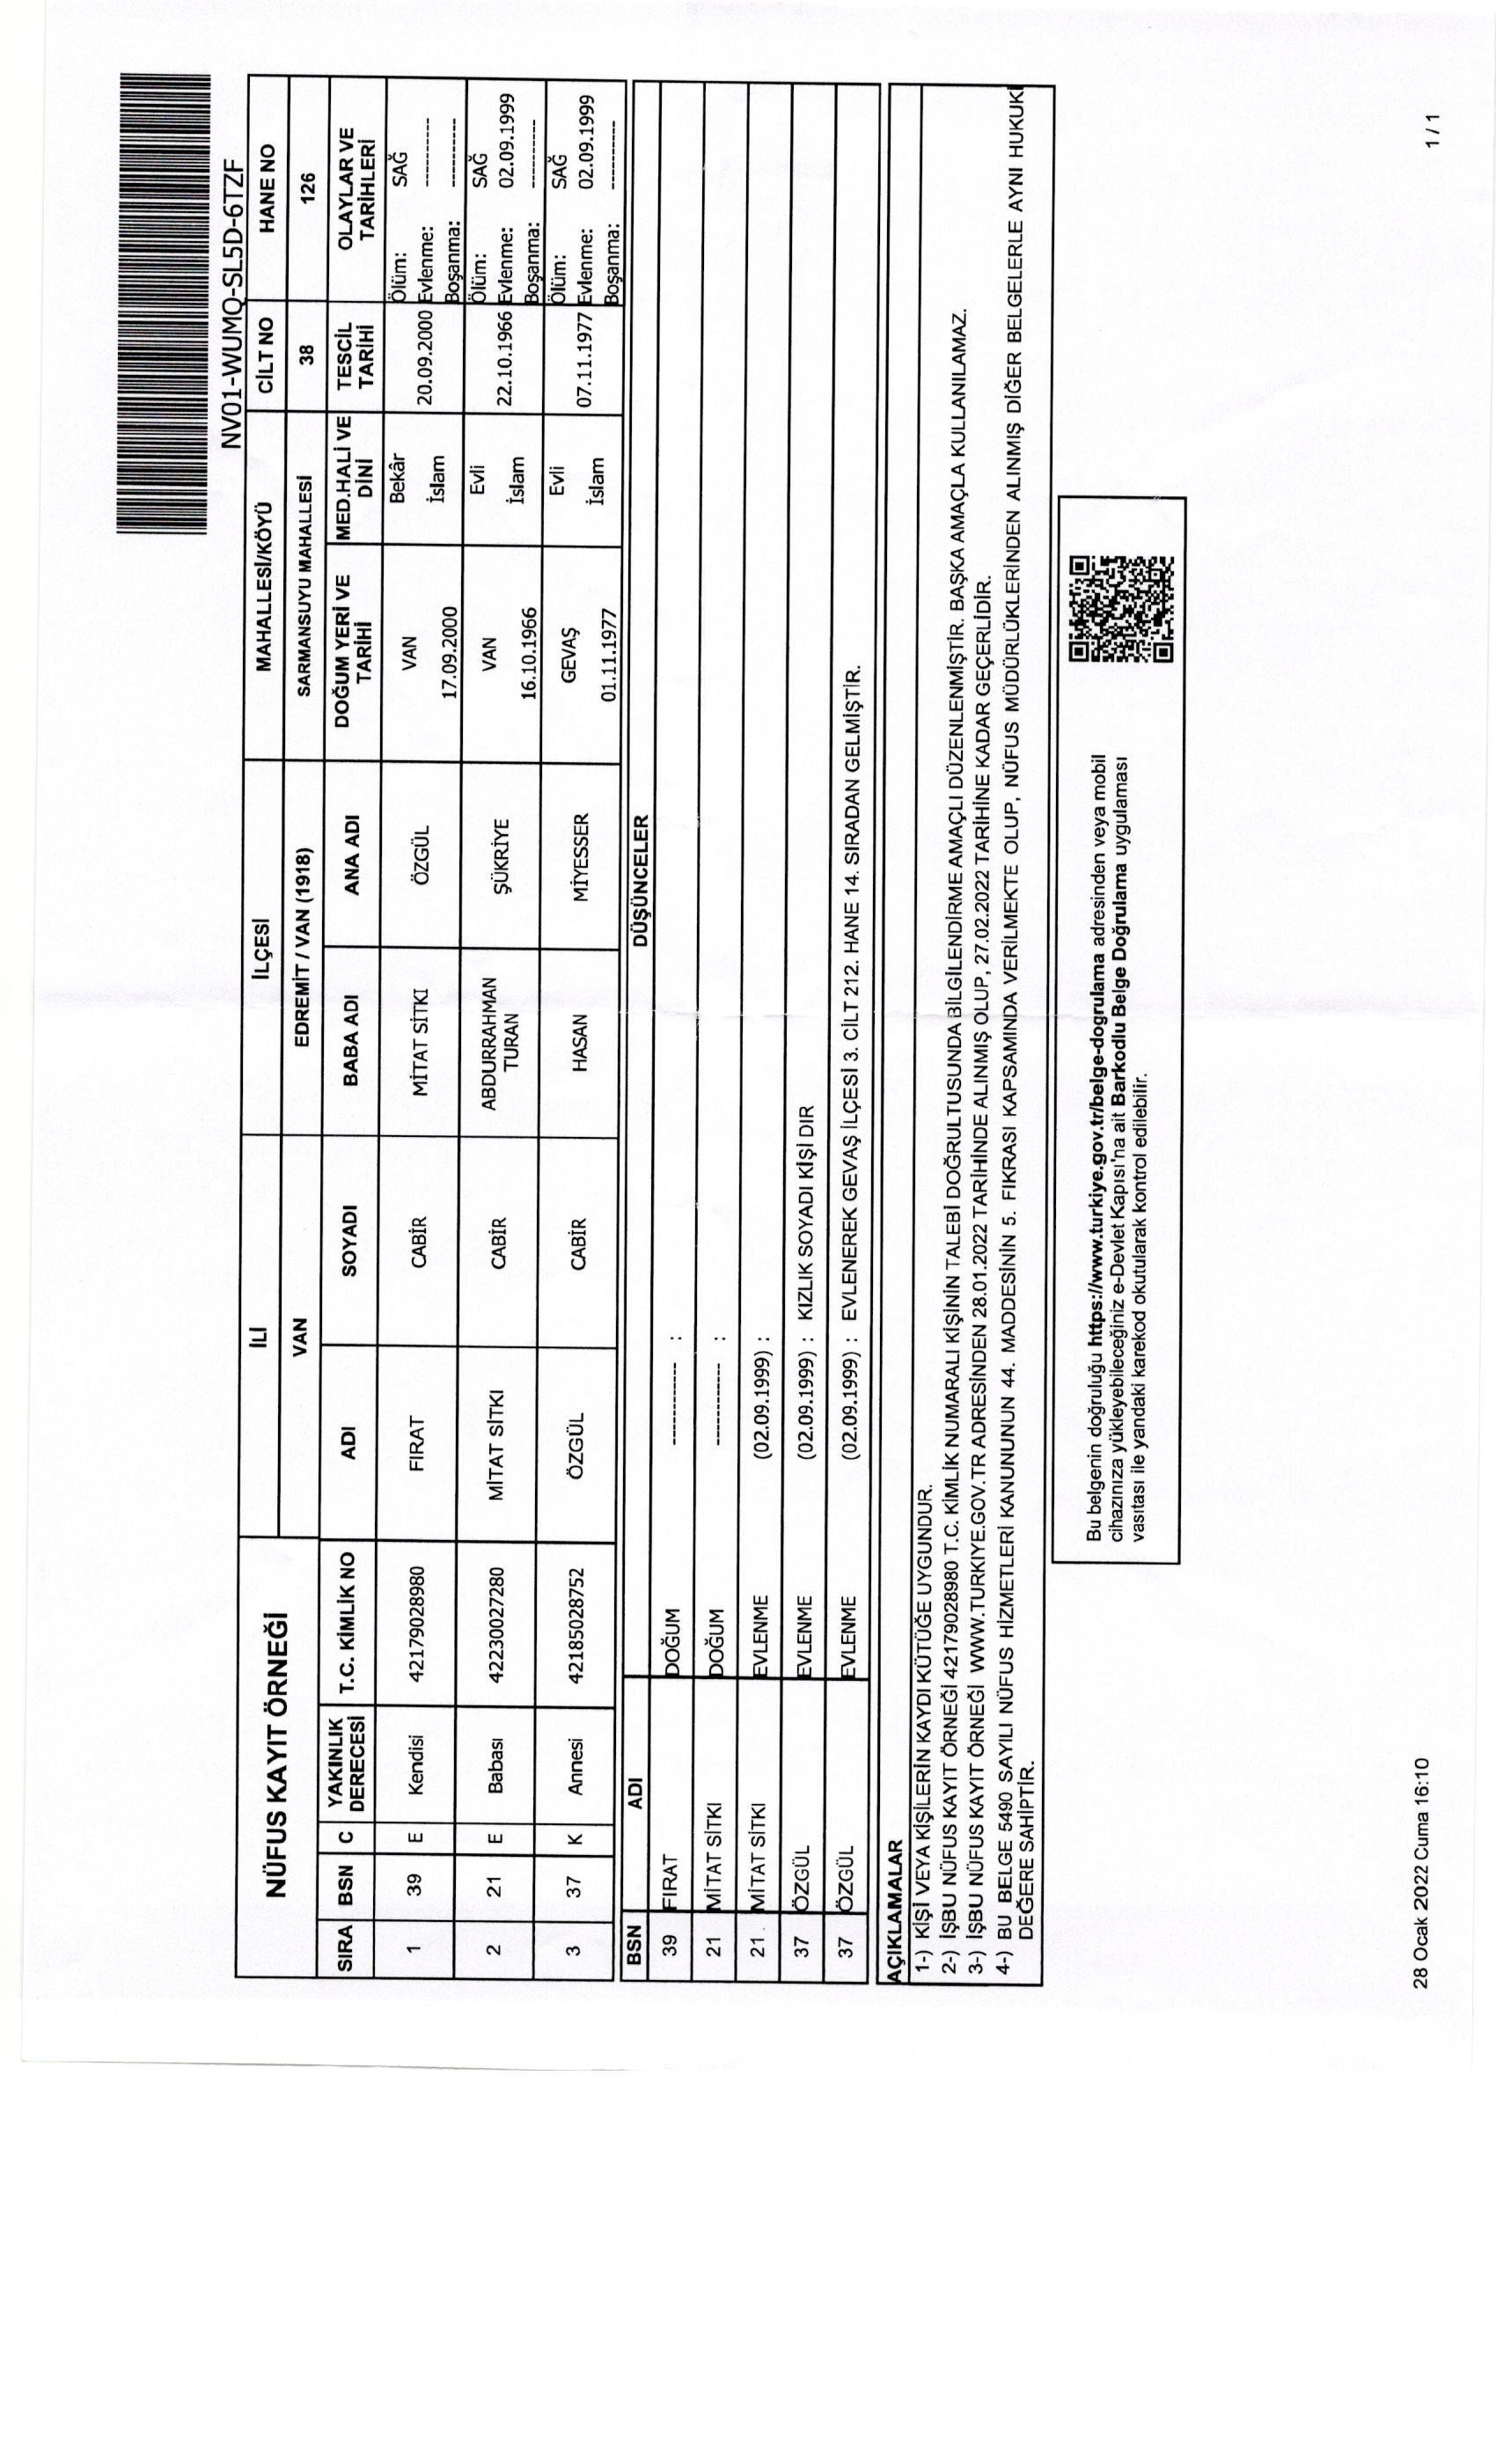 NV01-WUMQ-SL5D-6TZF
NÜFUS KAYIT ÖRNEĞİ İLİ İLÇESİ MAHALLESİ/KÖYÜ CİLT NO HANE NO
VAN EDREMİT / VAN (1918) SARMANSUYU MAHALLESİ 38 126
SIRA BSN C YAKINLIK DERECESİ T.C. KİMLİK NO ADI SOYADI BABA ADI ANA ADI DOĞUM YERİ VE TARİHİ MED.HALİ VE DİNİ TESCİL TARİHİ OLAYLAR VE TARİHLERİ
1 39 E Kendisi 42179028980 FIRAT CABİR MİTAT SİTKI ÖZGÜL VAN 17.09.2000 Bekâr İslam 20.09.2000 Ölüm: SAĞ
Evlenme: ----------
Boşanma: ----------
2 21 E Babası 42230027280 MİTAT SİTKI CABİR ABDURRAHMAN TURAN ŞÜKRİYE VAN 16.10.1966 Evli İslam 22.10.1966 Ölüm: SAĞ
Evlenme: 02.09.1999
Boşanma: ----------
3 37 K Annesi 42185028752 ÖZGÜL CABİR HASAN MİYESSER GEVAŞ 01.11.1977 Evli İslam 07.11.1977 Ölüm: SAĞ
Evlenme: 02.09.1999
Boşanma: ----------
BSN ADI DÜŞÜNCELER
39 FIRAT DOĞUM ------------ :
21 MİTAT SİTKI DOĞUM ------------ :
21 MİTAT SİTKI EVLENME (02.09.1999) :
37 ÖZGÜL EVLENME (02.09.1999) : KIZLIK SOYADI KİŞİ DIR
37 ÖZGÜL EVLENME (02.09.1999) : EVLENEREK GEVAŞ İLÇESİ 3. CİLT 212. HANE 14. SIRADAN GELMİŞTİR.
AÇIKLAMALAR
1-) KİŞİ VEYA KİŞİLERİN KAYDI KÜTÜĞE UYGUNDUR.
2-) İŞBU NÜFUS KAYIT ÖRNEĞİ 42179028980 T.C. KİMLİK NUMARALI KİŞİNİN TALEBİ DOĞRULTUSUNDA BİLGİLENDİRME AMAÇLI DÜZENLENMİŞTİR. BAŞKA AMAÇLA KULLANILAMAZ.
3-) İŞBU NÜFUS KAYIT ÖRNEĞİ WWW.TURKIYE.GOV.TR ADRESİNDEN 28.01.2022 TARİHİNDE ALINMIŞ OLUP, 27.02.2022 TARİHİNE KADAR GEÇERLİDİR.
4-) BU BELGE 5490 SAYILI NÜFUS HİZMETLERİ KANUNUNUN 44. MADDESİNİN 5. FIKRASI KAPSAMINDA VERİLMEKTE OLUP, NÜFUS MÜDÜRLÜKLERİNDEN ALINMIŞ DİĞER BELGELERLE AYNI HUKUKİ
DEĞERE SAHİPTİR.
Bu belgenin doğruluğu https://www.turkiye.gov.tr/belge-dogrulama adresinden veya mobil
cihazınıza yükleyebileceğiniz e-Devlet Kapısı'na ait Barkodlu Belge Doğrulama uygulaması
vasıtası ile yandaki karekod okutularak kontrol edilebilir.
28 Ocak 2022 Cuma 16:10
1 / 1